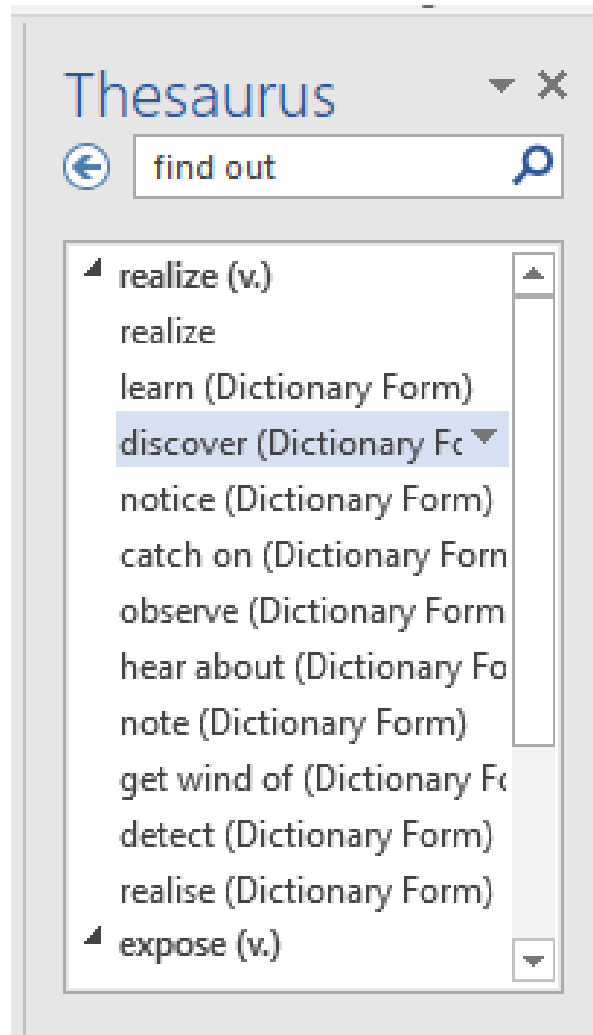 Thesaurus
find out
realize (v.)
realize
learn (Dictionary Form)
discover (Dictionary Fc
notice (Dictionary Form)
catch on (Dictionary Forn
observe (Dictionary Form
hear about (Dictionary Fo
note (Dictionary Form)
get wind of (Dictionary Fo
detect (Dictionary Form)
realise (Dictionary Form)
expose (v.)